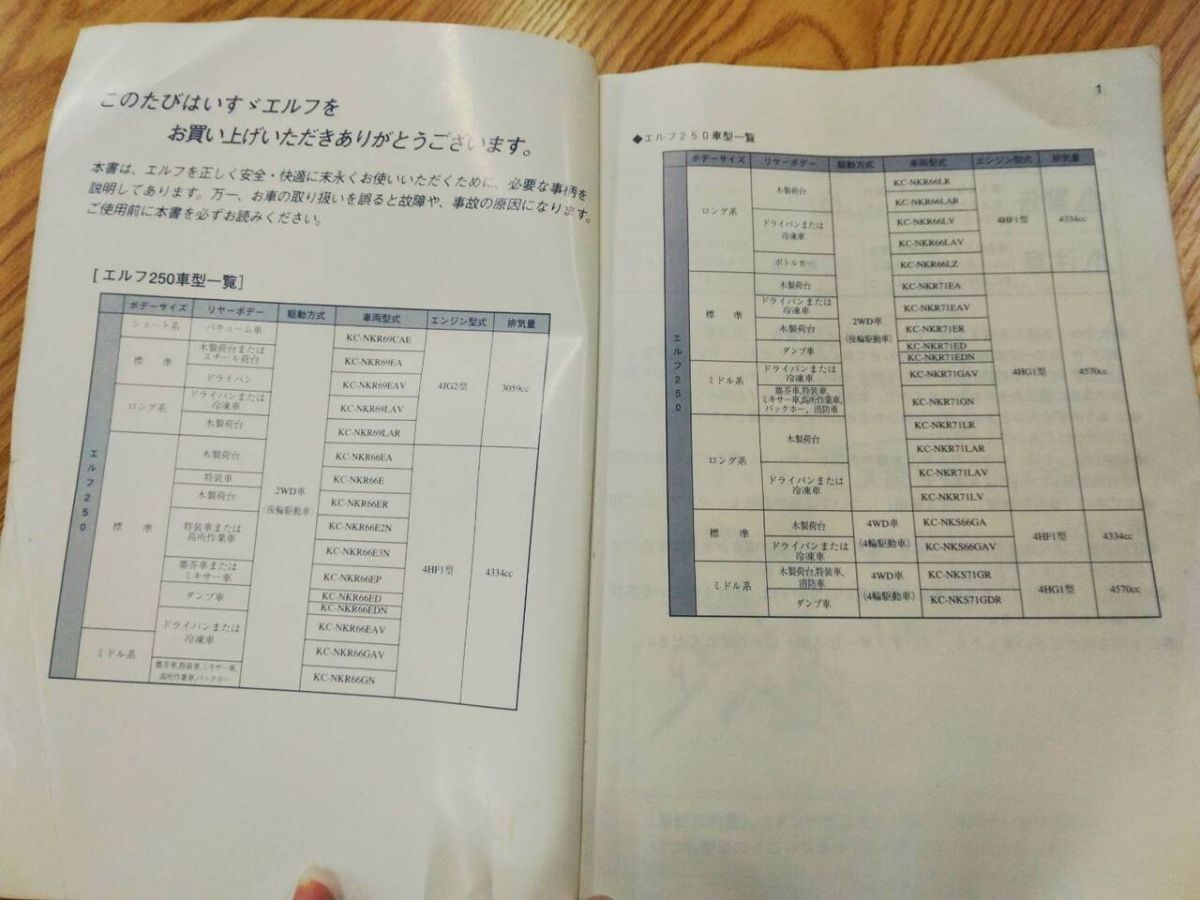 このたびはいすゞエルフを
お買い上げいただきありがとうございます。
本書は、エルフを正しく安全・快適に末永くお使いいただくために、必要な事柄を
説明してあります。万一、お車の取り扱いを誤ると故障や、事故の原因になります。
ご使用前に本書を必ずお読みください。
[エルフ250車型一覧]
ボデーサイズ リヤーボデー 駆動方式 車両型式 エンジン型式 排気量
エルフ250
ショート系 バキューム車 2WD車 (後輪駆動車) KC-NKR69CAE 4JG2型 3059cc
標準 木製荷台または
スチール荷台 KC-NKR69EA
ドライバン KC-NKR69EAV
ロング系 ドライバンまたは
冷凍車 KC-NKR69LAV
木製荷台 KC-NKR69LAR
標準 木製荷台 KC-NKR66EA 4HF1型 4334cc
特装車 KC-NKR66E
木製荷台 KC-NKR66ER
特装車または
高所作業車 KC-NKR66E2N
KC-NKR66E3N
塵芥車または
ミキサー車 KC-NKR66EP
ダンプ車 KC-NKR66ED
KC-NKR66EDN
ドライバンまたは
冷凍車 KC-NKR66EAV
ミドル系 KC-NKR66GAV
塵芥車,特装車,ミキサー車,
高所作業車,バックホー KC-NKR66GN
1
◆エルフ250車型一覧
ボデーサイズ リヤーボデー 駆動方式 車両型式 エンジン型式 排気量
エルフ250
ロング系 木製荷台 2WD車 (後輪駆動車) KC-NKR66LR 4HF1型 4334cc
KC-NKR66LAR
ドライバンまたは
冷凍車 KC-NKR66LV
KC-NKR66LAV
ボトルカー KC-NKR66LZ
標準 木製荷台 KC-NKR71EA 4HG1型 4570cc
ドライバンまたは
冷凍車 KC-NKR71EAV
木製荷台 KC-NKR71ER
ダンプ車 KC-NKR71ED
KC-NKR71EDN
ミドル系 ドライバンまたは
冷凍車 KC-NKR71GAV
塵芥車,特装車,
ミキサー車,高所作業車,
バックホー、消防車 KC-NKR71GN
ロング系 木製荷台 KC-NKR71LR
KC-NKR71LAR
ドライバンまたは
冷凍車 KC-NKR71LAV
KC-NKR71LV
標準 木製荷台 4WD車 (4輪駆動車) KC-NKS66GA 4HF1型 4334cc
ドライバンまたは
冷凍車 KC-NKS66GAV
ミドル系 木製荷台,特装車,
消防車 4WD車 (4輪駆動車) KC-NKS71GR 4HG1型 4570cc
ダンプ車 KC-NKS71GDR